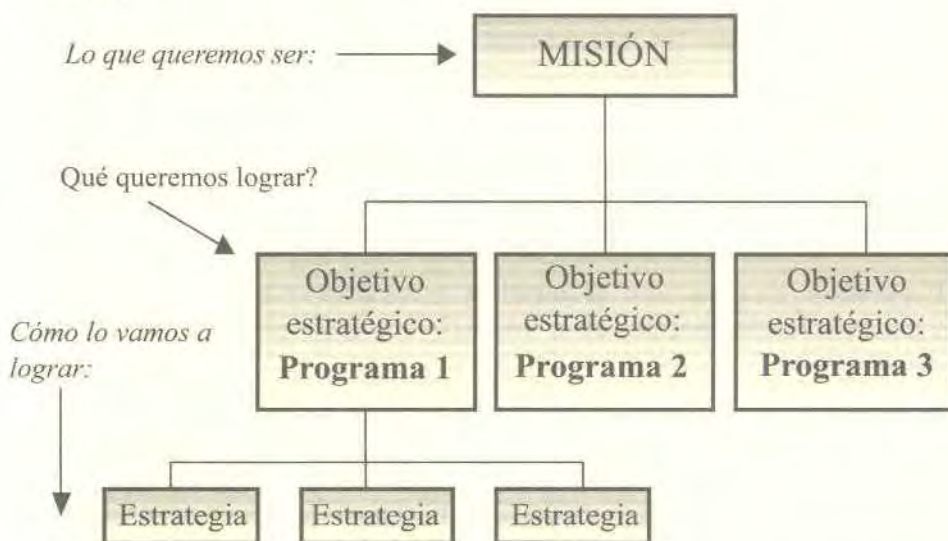 Lo que queremos ser:
MISIÓN
Qué queremos lograr?
Objetivo
estratégico:
Programa 1
Objetivo
estratégico:
Programa 2
Objetivo
estratégico:
Programa 3
Cómo lo vamos a
lograr:
Estrategia
Estrategia
Estrategia